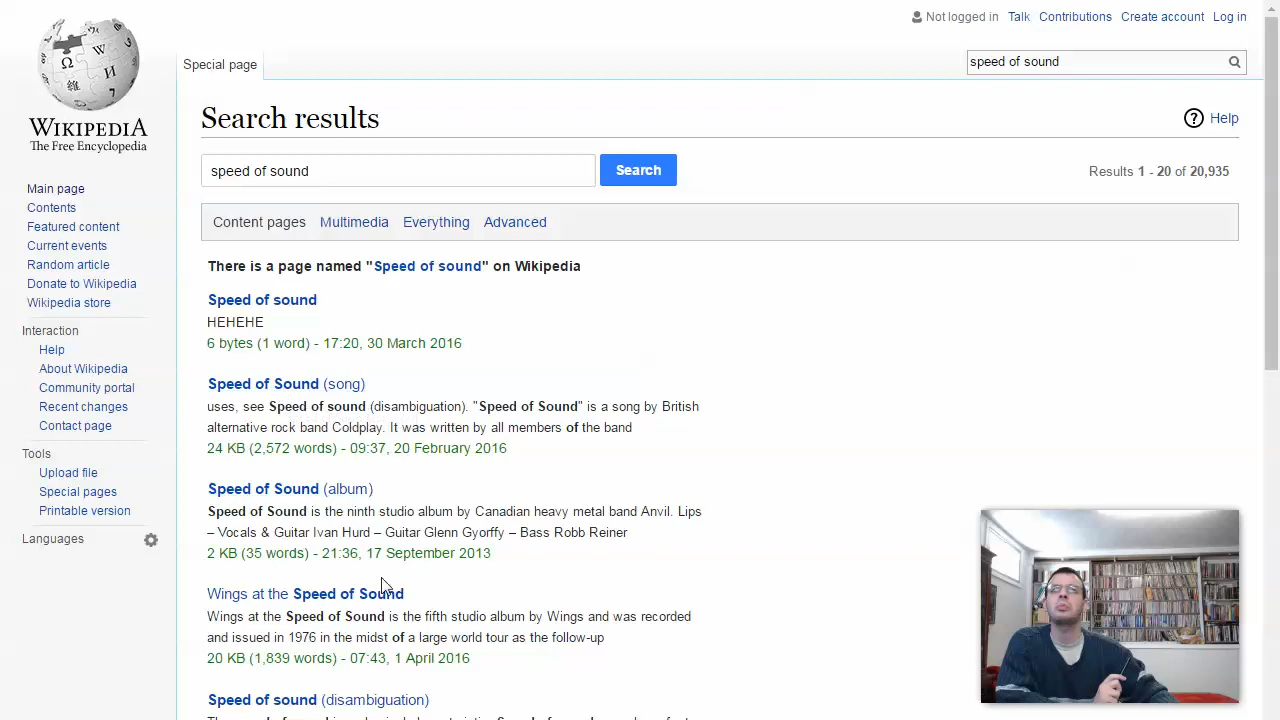 Not logged in Talk Contributions Create account Log in
Special page
speed of sound
WIKIPEDIA
The Free Encyclopedia
Main page
Contents
Featured content
Current events
Random article
Donate to Wikipedia
Wikipedia store
Interaction
Help
About Wikipedia
Community portal
Recent changes
Contact page
Tools
Upload file
Special pages
Printable version
Languages
Search results
Help
speed of sound
Search
Results 1 - 20 of 20,935
Content pages Multimedia Everything Advanced
There is a page named "Speed of sound" on Wikipedia
Speed of sound
HEHEHE
6 bytes (1 word) - 17:20, 30 March 2016
Speed of Sound (song)
uses, see Speed of sound (disambiguation). "Speed of Sound" is a song by British
alternative rock band Coldplay. It was written by all members of the band
24 KB (2,572 words) - 09:37, 20 February 2016
Speed of Sound (album)
Speed of Sound is the ninth studio album by Canadian heavy metal band Anvil. Lips
– Vocals & Guitar Ivan Hurd – Guitar Glenn Gyorffy – Bass Robb Reiner
2 KB (35 words) - 21:36, 17 September 2013
Wings at the Speed of Sound
Wings at the Speed of Sound is the fifth studio album by Wings and was recorded
and issued in 1976 in the midst of a large world tour as the follow-up
20 KB (1,839 words) - 07:43, 1 April 2016
Speed of sound (disambiguation)